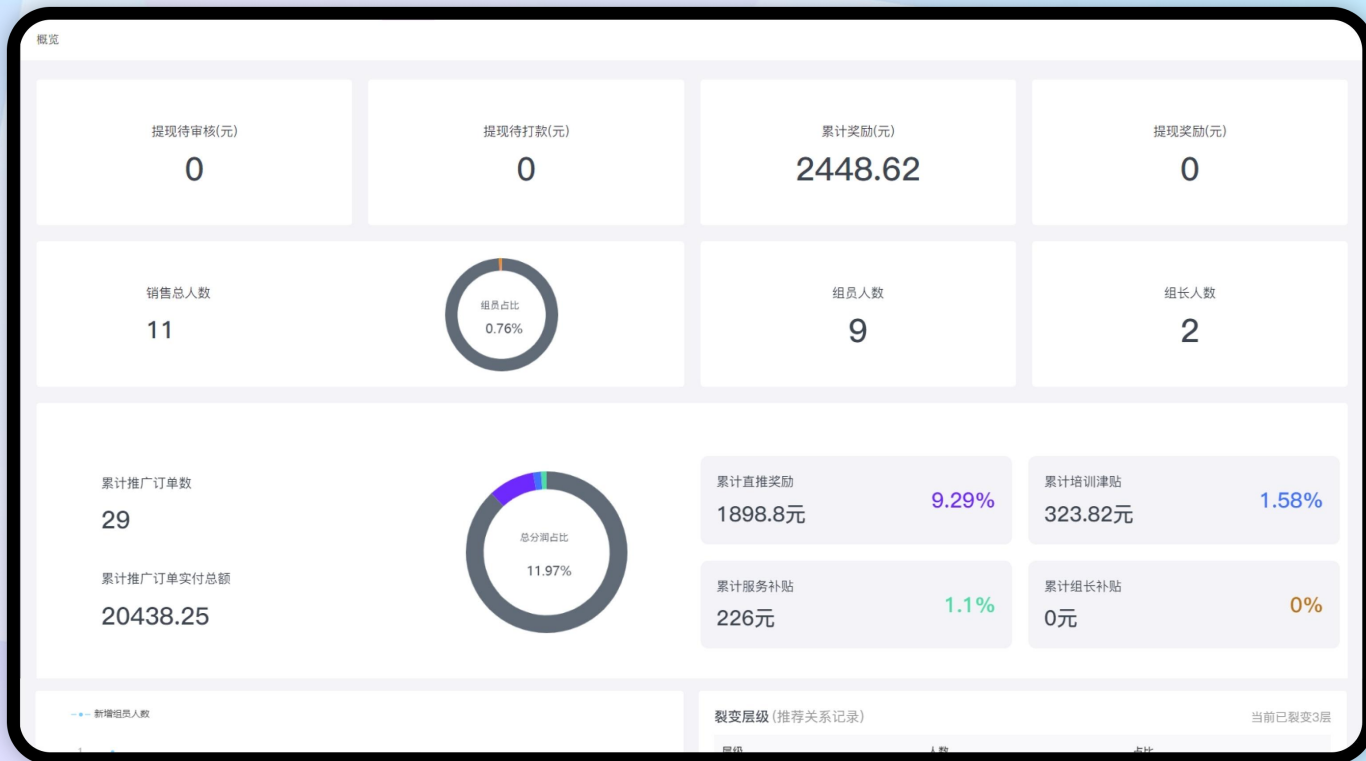 概览
提现待审核(元)
0
提现待打款(元)
0
累计奖励(元)
2448.62
提现奖励(元)
0
销售总人数
11
组员占比
0.76%
组员人数
9
组长人数
2
累计推广订单数
29
累计推广订单实付总额
20438.25
总分润占比
11.97%
累计直推奖励
1898.8元
9.29%
累计培训津贴
323.82元
1.58%
累计服务补贴
226元
1.1%
累计组长补贴
0元
0%
新增组员人数
1
裂变层级(推荐关系记录)
当前已裂变3层
层级 人数 占比